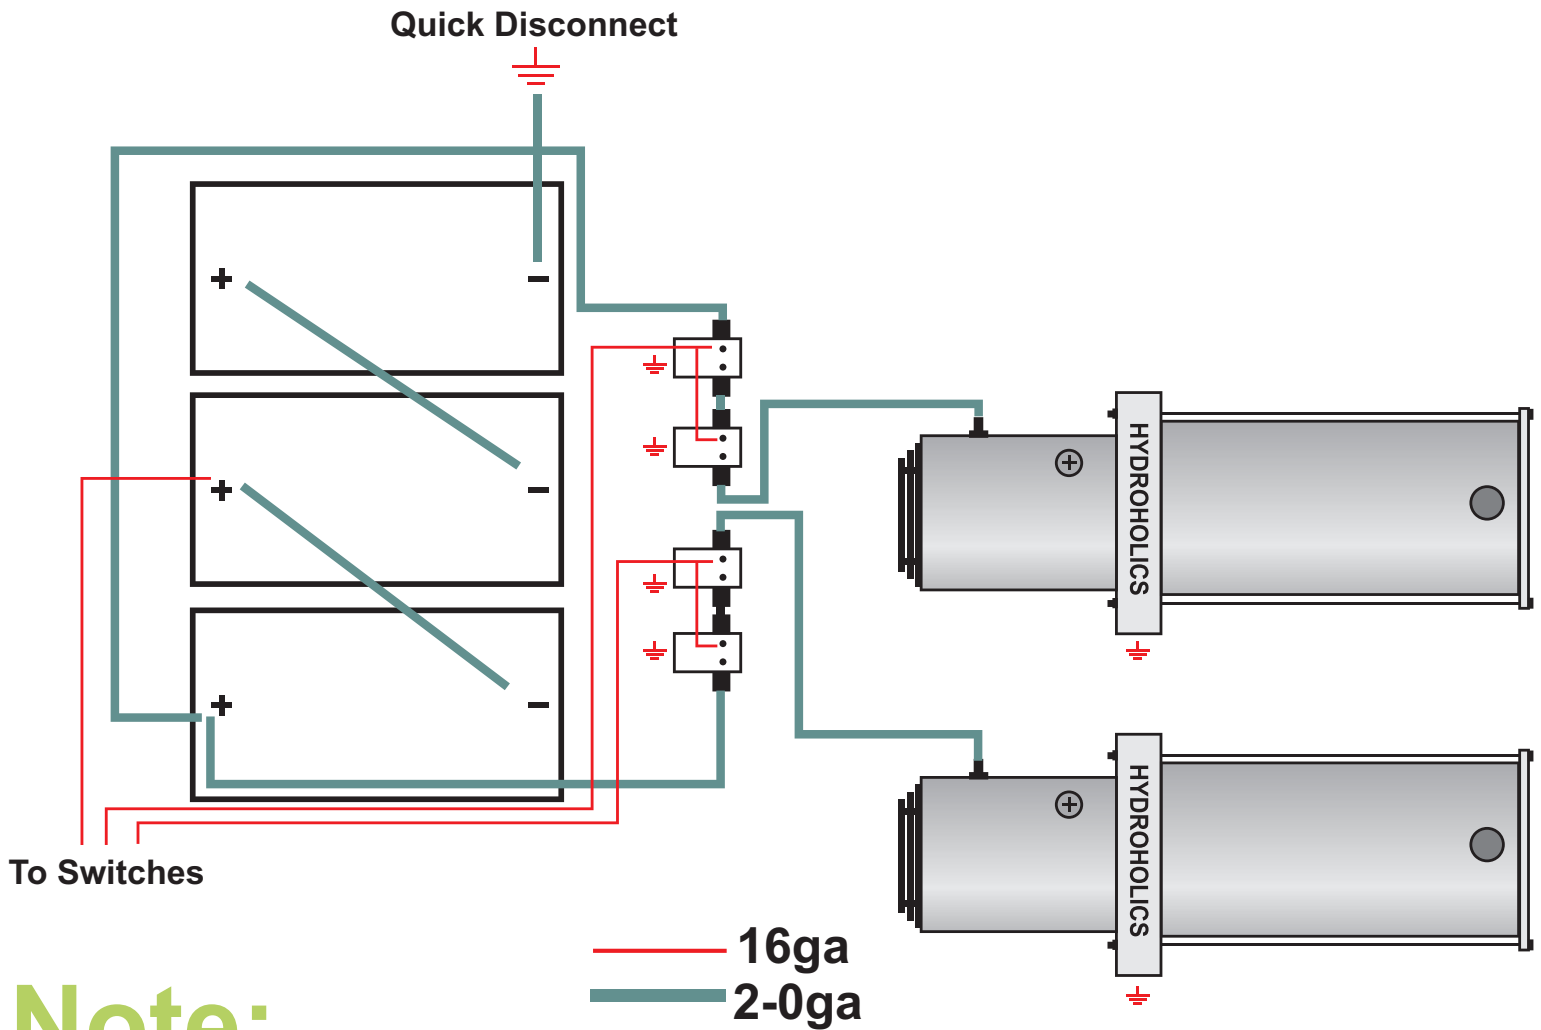 Quick Disconnect
+ −
+ −
+ −
HYDROHOLICS
HYDROHOLICS
To Switches
16ga
2-0ga
Note: